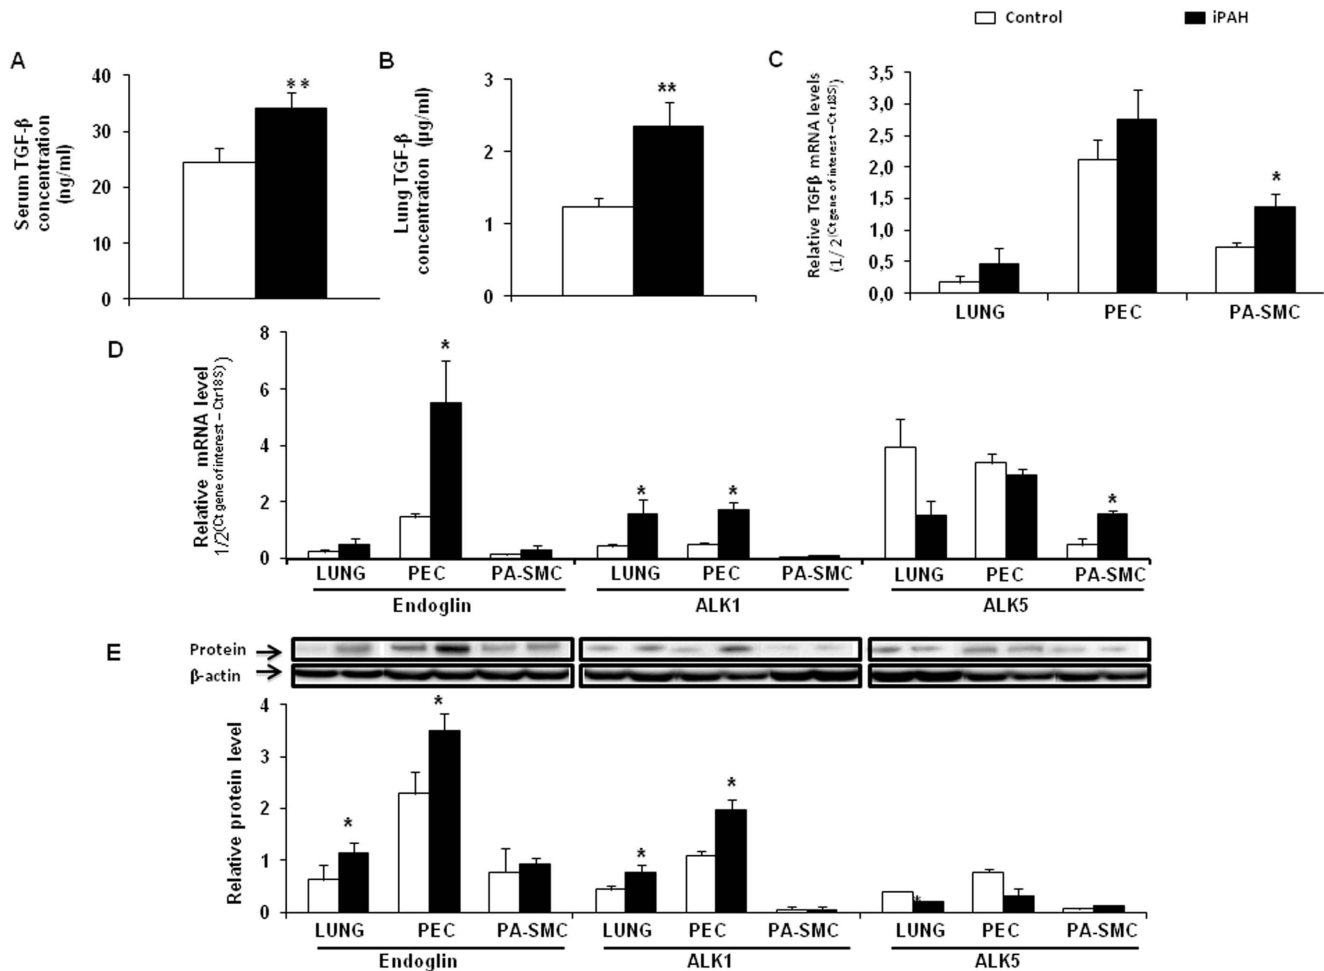 Control iPAH
A
Serum TGF-β
concentration
(ng/ml)
40
30
20
10
0
**
B
Lung TGF-β
concentration (µg/ml)
3
2
1
0
**
C
Relative TGFβ mRNA levels
(1/ 2^(Ct gene of interest–Ctr18S))
3,5
3,0
2,5
2,0
1,5
1,0
0,5
0,0
*
LUNG PEC PA-SMC
D
Relative mRNA level
1/2^(Ct gene of interest – Ctr18S))
8
6
4
2
0
* * * *
LUNG PEC PA-SMC LUNG PEC PA-SMC LUNG PEC PA-SMC
Endoglin ALK1 ALK5
E
Protein
β-actin
Relative protein level
4
3
2
1
0
* * * * *
LUNG PEC PA-SMC LUNG PEC PA-SMC LUNG PEC PA-SMC
Endoglin ALK1 ALK5